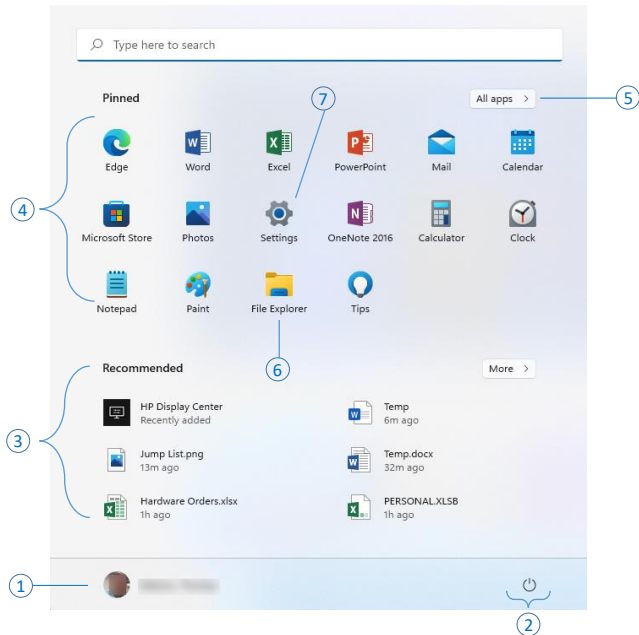 Type here to search
Pinned
7
All apps >
5
Edge
Word
Excel
PowerPoint
Mail
Calendar
4
Microsoft Store
Photos
Settings
OneNote 2016
Calculator
Clock
Notepad
Paint
File Explorer
Tips
6
Recommended
More >
HP Display Center
Recently added
Temp
6m ago
3
Jump List.png
13m ago
Temp.docx
32m ago
Hardware Orders.xlsx
1h ago
PERSONAL.XLSB
1h ago
1
2